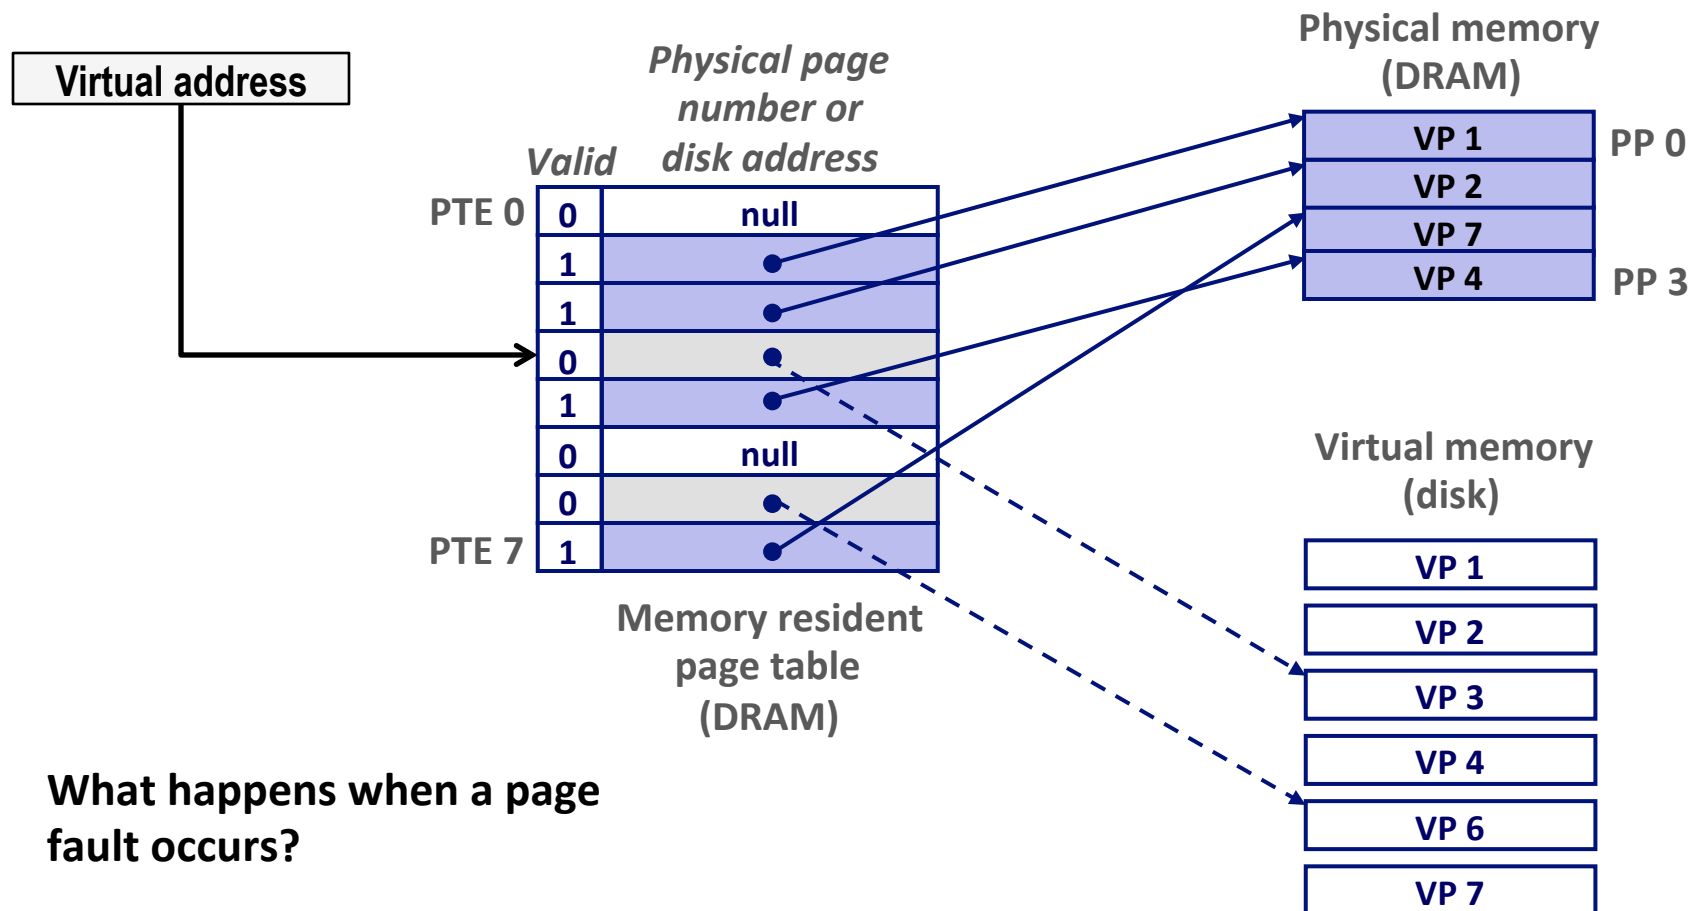 Virtual address
Physical page
number or
disk address
Valid
PTE 0
0
null
1
1
0
1
0
null
0
PTE 7
1
Memory resident
page table
(DRAM)
Physical memory
(DRAM)
VP 1
PP 0
VP 2
VP 7
VP 4
PP 3
Virtual memory
(disk)
VP 1
VP 2
VP 3
VP 4
VP 6
VP 7
What happens when a page
fault occurs?